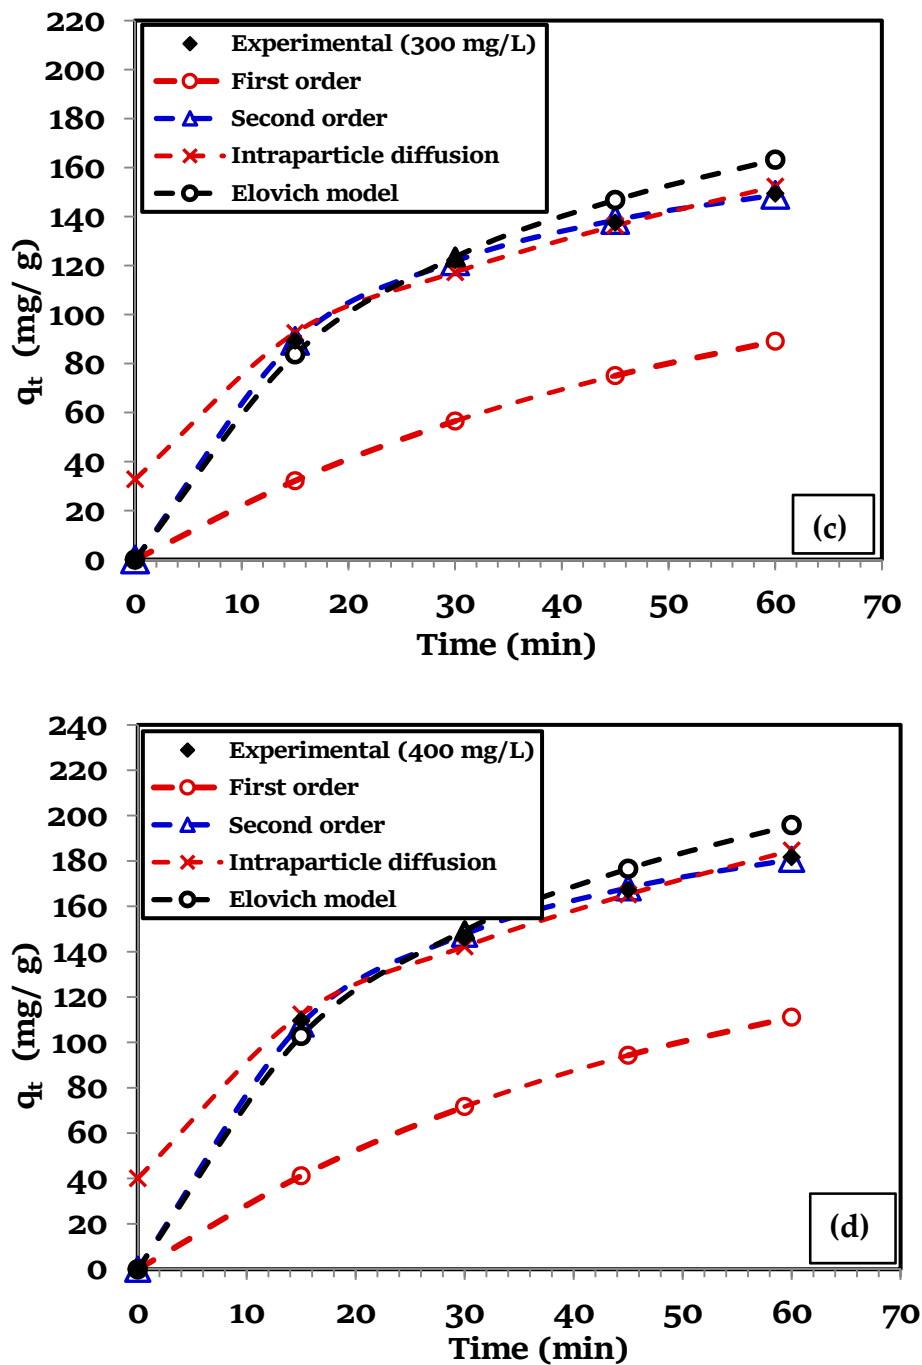 220
200
180
160
140
120
100
80
60
40
20
0
q_t (mg/ g)
Experimental (300 mg/L)
First order
Second order
Intraparticle diffusion
Elovich model
(c)
0 10 20 30 40 50 60 70
Time (min)
240
220
200
180
160
140
120
100
80
60
40
20
0
q_t (mg/ g)
Experimental (400 mg/L)
First order
Second order
Intraparticle diffusion
Elovich model
(d)
0 10 20 30 40 50 60 70
Time (min)